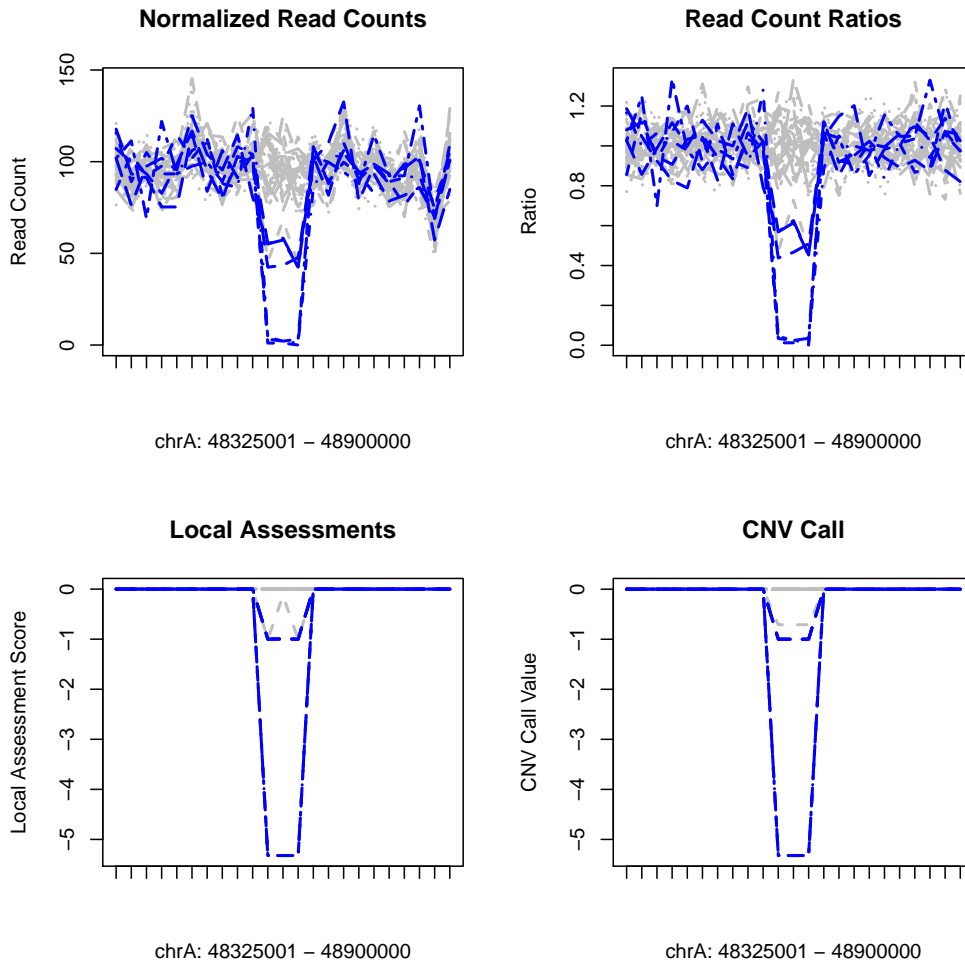 Normalized Read Counts
Read Count
150
100
50
0
chrA: 48325001 – 48900000
Read Count Ratios
Ratio
1.2
0.8
0.4
0.0
chrA: 48325001 – 48900000
Local Assessments
Local Assessment Score
0
−1
−2
−3
−4
−5
chrA: 48325001 – 48900000
CNV Call
CNV Call Value
0
−1
−2
−3
−4
−5
chrA: 48325001 – 48900000